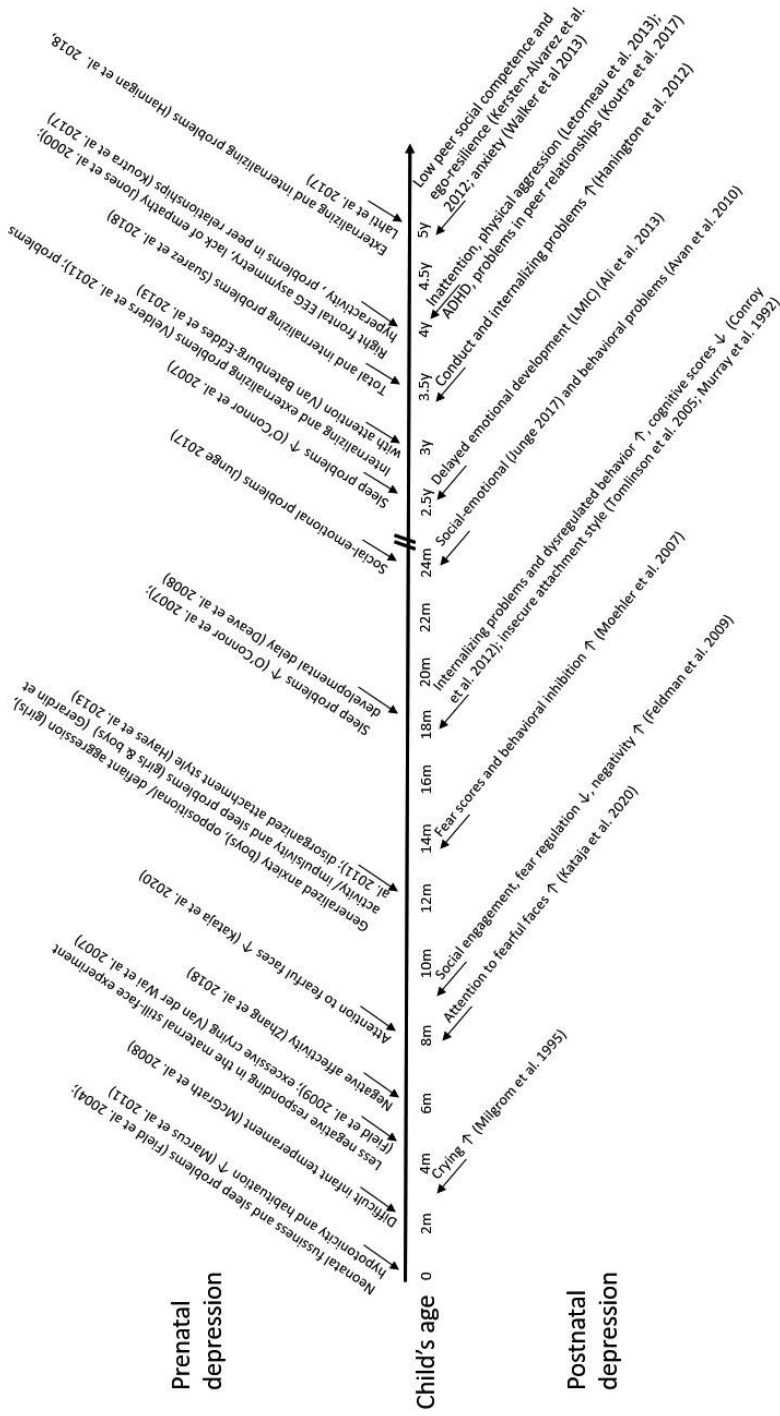 Prenatal
depression
Neonatal fussiness and sleep problems (Field et al. 2004);
hypotonicity and habituation ↑ (Marcus et al. 2011)
Difficult infant temperament (McGrath et al. 2008)
Less negative responding in the maternal still-face experiment
(Field et al. 2009); excessive crying (Van der Wal et al. 2007)
Negative affectivity (Zhang et al. 2018)
Attention to fearful faces ↑ (Kataja et al. 2020)
Generalized anxiety (boys), oppositional/ defiant aggression (girls),
activity/ impulsivity and sleep problems (girls & boys) (Gerardin et
al. 2011); disorganized attachment style (Hayes et al. 2013)
Sleep problems ↑ (O'Connor et al. 2007);
developmental delay (Deave et al. 2008)
Social-emotional problems (Junge 2017)
Sleep problems ↑ (O'Connor et al. 2007)
Internalizing and externalizing problems (Velders et al. 2011); problems
with attention (Van Batenburg-Eddes et al. 2013)
Total and internalizing problems (Suarez et al. 2018)
Right frontal EEG asymmetry, lack of empathy (Jones et al. 2000);
hyperactivity , problems in peer relationships (Koutra et al. 2017)
Externalizing and internalizing problems (Hannigan et al. 2018,
Lahti et al. 2017)
Child's age
0 2m 4m 6m 8m 10m 12m 14m 16m 18m 20m 22m 24m 2.5y 3y 3.5y 4y 4.5y 5y
Postnatal
depression
Crying ↑ (Milgrom et al. 1995)
Attention to fearful faces ↑ (Kataja et al. 2020)
Social engagement, fear regulation ↓, negativity ↑ (Feldman et al. 2009)
Fear scores and behavioral inhibition ↑ (Moehler et al. 2007)
Internalizing problems and dysregulated behavior ↑, cognitive scores ↓ (Conroy
et al. 2012); insecure attachment style (Tomlinson et al. 2005; Murray et al. 1992)
Social-emotional (Junge 2017) and behavioral problems (Avan et al. 2010)
Delayed emotional development (LMIC) (Ali et al. 2013)
Conduct and internalizing problems ↑ (Hanington et al. 2012)
Inattention, physical aggression (Letorneau et al. 2013);
ADHD, problems in peer relationships (Koutra et al. 2017)
Low peer social competence and
ego-resilience (Kersten-Alvarez et al.
2012; anxiety (Walker et al 2013)